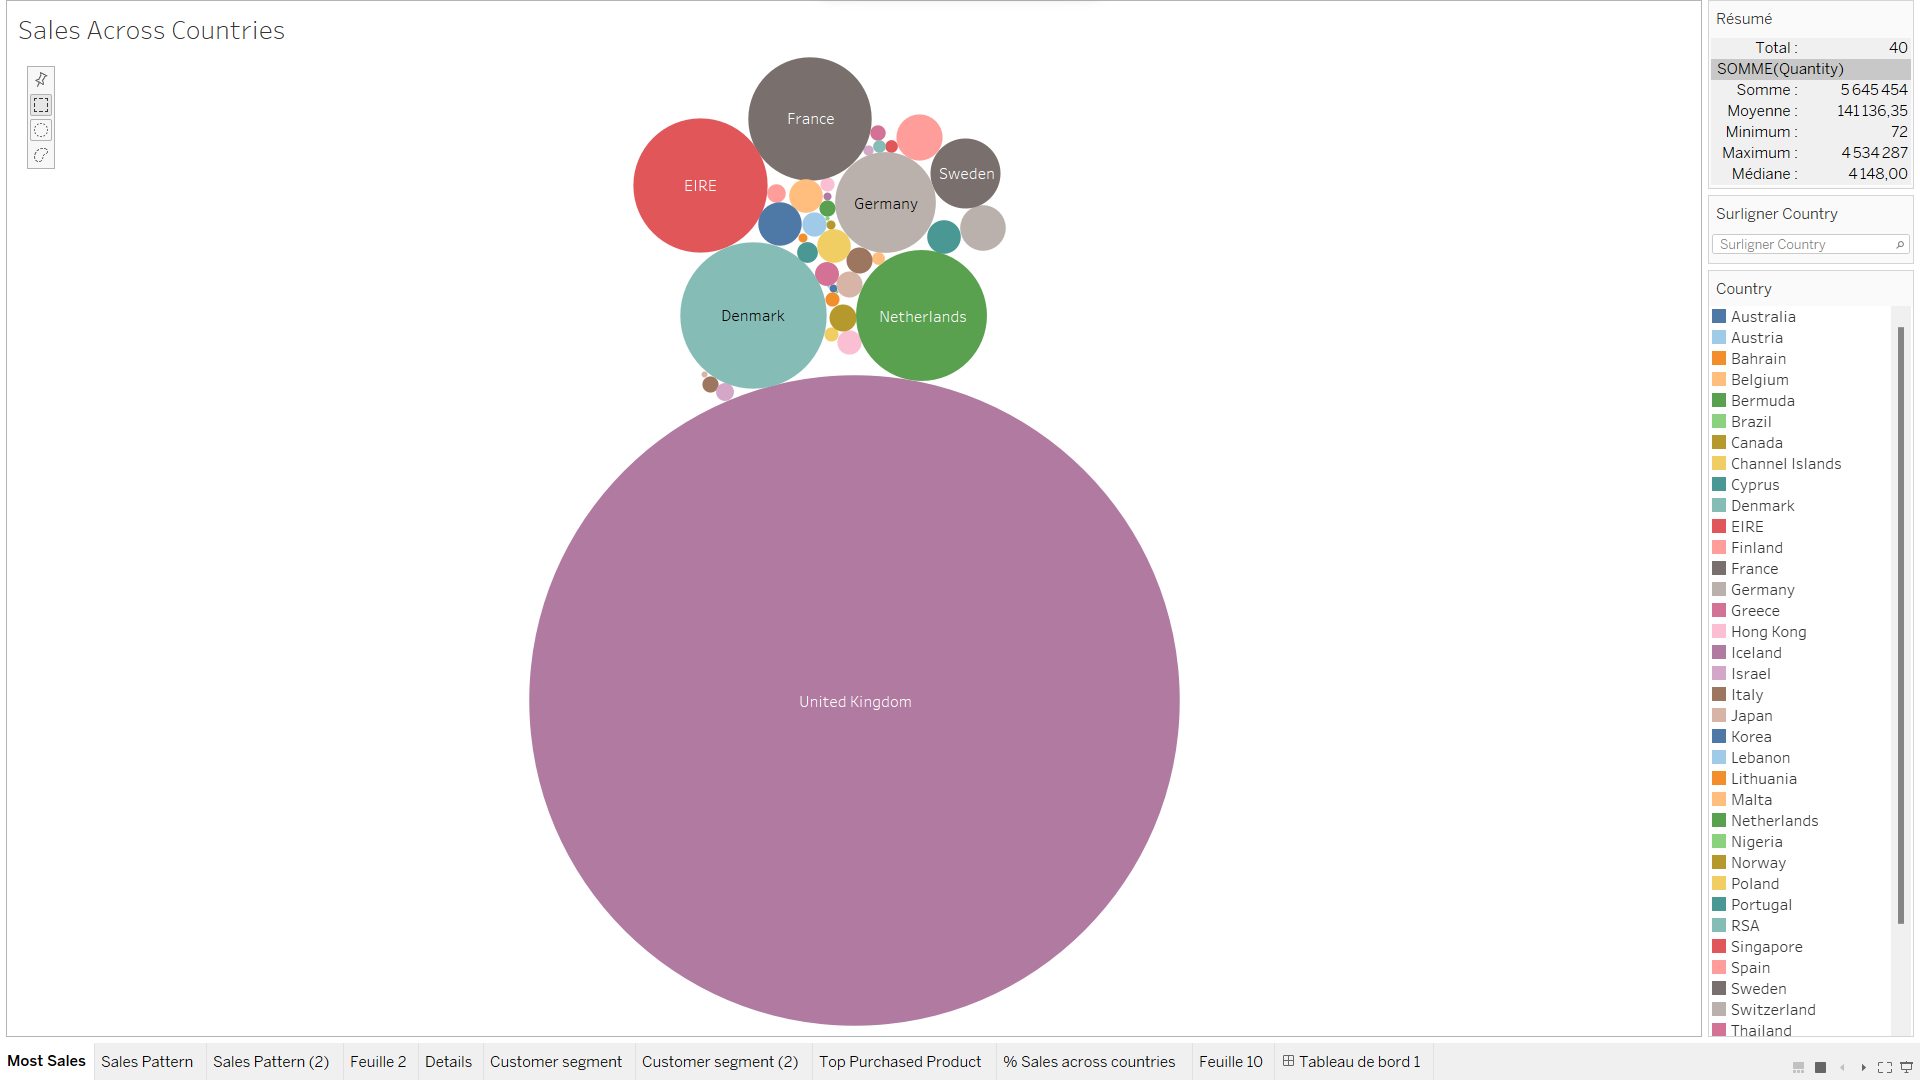 Sales Across Countries
France
EIRE
Sweden
Germany
Denmark
Netherlands
United Kingdom
Résumé
Total : 40
SOMME(Quantity)
Somme : 5 645 454
Moyenne : 141 136,35
Minimum : 72
Maximum : 4 534 287
Médiane : 4 148,00
Surligner Country
Surligner Country
Country
Australia
Austria
Bahrain
Belgium
Bermuda
Brazil
Canada
Channel Islands
Cyprus
Denmark
EIRE
Finland
France
Germany
Greece
Hong Kong
Iceland
Israel
Italy
Japan
Korea
Lebanon
Lithuania
Malta
Netherlands
Nigeria
Norway
Poland
Portugal
RSA
Singapore
Spain
Sweden
Switzerland
Thailand
Most Sales Sales Pattern Sales Pattern (2) Feuille 2 Details Customer segment Customer segment (2) Top Purchased Product % Sales across countries Feuille 10 Tableau de bord 1